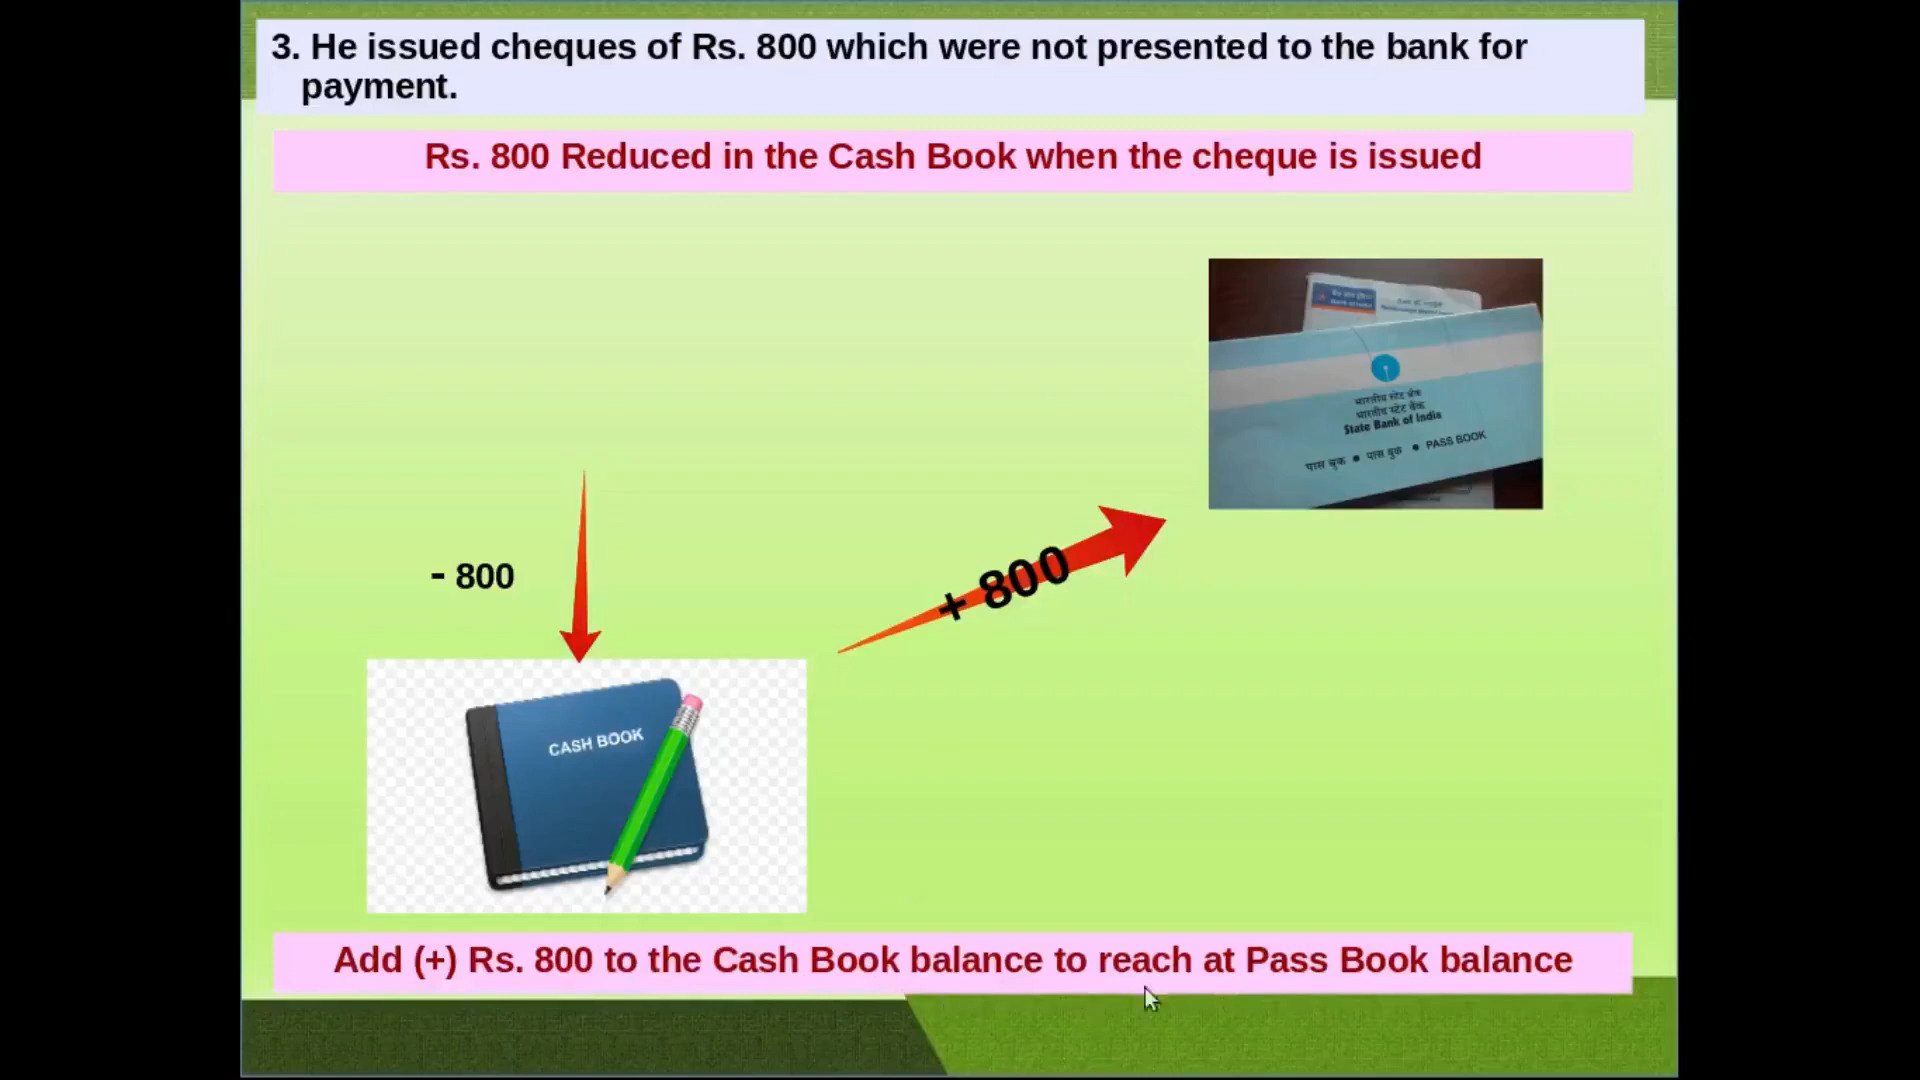 3. He issued cheques of Rs. 800 which were not presented to the bank for
payment.
Rs. 800 Reduced in the Cash Book when the cheque is issued
भारतीय स्टेट बैंक
State Bank of India
पास बुक • पास बुक • PASS BOOK
- 800
+ 800
CASH BOOK
Add (+) Rs. 800 to the Cash Book balance to reach at Pass Book balance